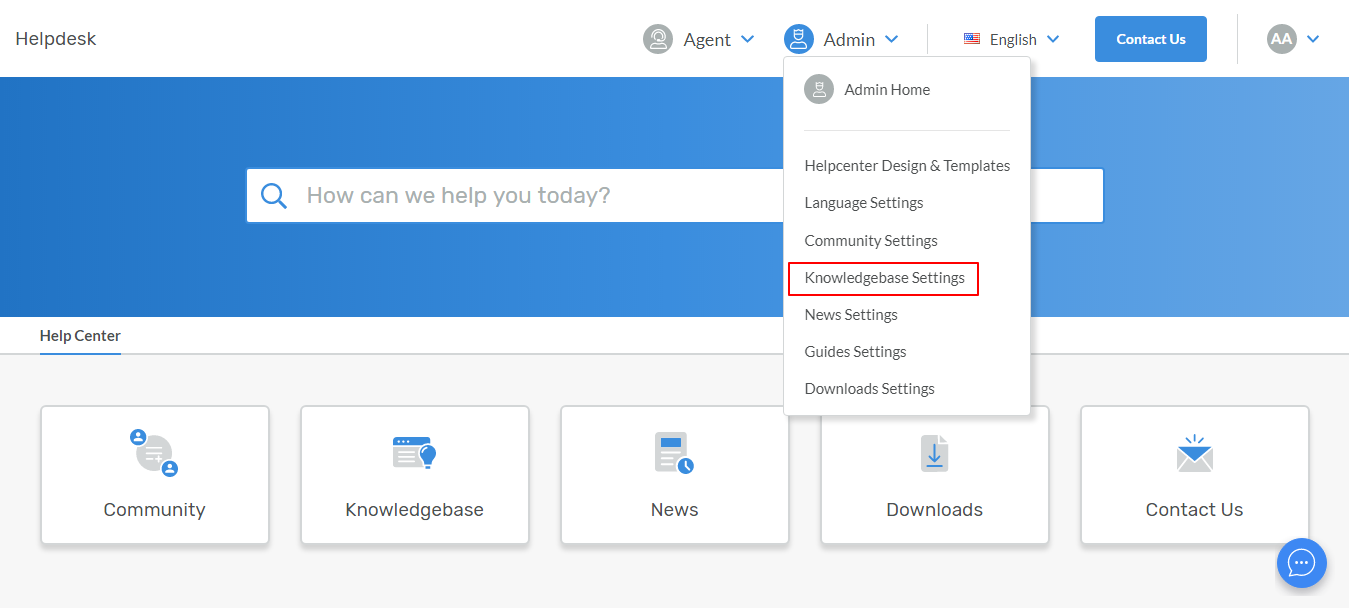 Helpdesk
Agent
Admin
English
Contact Us
AA
Admin Home
Helpcenter Design & Templates
Language Settings
Community Settings
Knowledgebase Settings
News Settings
Guides Settings
Downloads Settings
How can we help you today?
Help Center
Community
Knowledgebase
News
Downloads
Contact Us